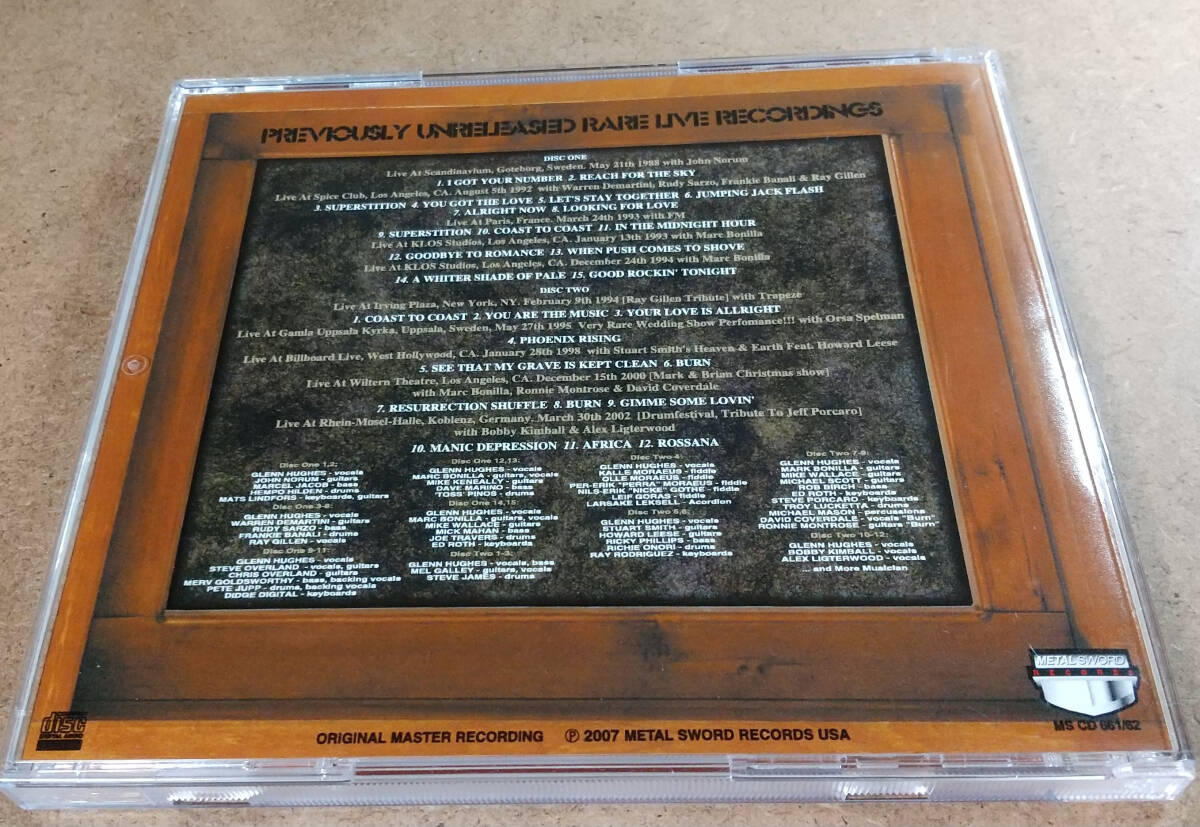 PREVIOUSLY UNRELEASED RARE LIVE RECORDINGS
DISC ONE
Live At Scandinavium, Goteborg, Sweden. May 21th 1988 with John Norum
1. I GOT YOUR NUMBER 2. REACH FOR THE SKY
Live At Spice Club, Los Angeles, CA. August 5th 1992 with Warren Demartini, Rudy Sarzo, Frankie Banali & Ray Gillen
3. SUPERSTITION 4. YOU GOT THE LOVE 5. LET'S STAY TOGETHER 6. JUMPING JACK FLASH
7. ALRIGHT NOW 8. LOOKING FOR LOVE
Live At Paris, France. March 24th 1993 with FM
9. SUPERSTITION 10. COAST TO COAST 11. IN THE MIDNIGHT HOUR
Live At KLOS Studios, Los Angeles, CA. January 13th 1993 with Marc Bonilla
12. GOODBYE TO ROMANCE 13. WHEN PUSH COMES TO SHOVE
Live At KLOS Studios, Los Angeles, CA. December 24th 1994 with Marc Bonilla
14. A WHITER SHADE OF PALE 15. GOOD ROCKIN' TONIGHT
DISC TWO
Live At Irving Plaza, New York, NY. February 9th 1994 [Ray Gillen Tribute] with Trapeze
1. COAST TO COAST 2. YOU ARE THE MUSIC 3. YOUR LOVE IS ALLRIGHT
Live At Gamla Uppsala Kyrka, Uppsala, Sweden, May 27th 1995 Very Rare Wedding Show Perfomance!!! with Orsa Spelman
4. PHOENIX RISING
Live At Billboard Live, West Hollywood, CA. January 28th 1998 with Stuart Smith's Heaven & Earth Feat. Howard Leese
5. SEE THAT MY GRAVE IS KEPT CLEAN 6. BURN
Live At Wiltern Theatre, Los Angeles, CA. December 15th 2000 [Mark & Brian Christmas show]
with Marc Bonilla, Ronnie Montrose & David Coverdale
7. RESURRECTION SHUFFLE 8. BURN 9. GIMME SOME LOVIN'
Live At Rhein-Mosel-Halle, Koblenz, Germany. March 30th 2002 [Drumfestival, Tribute To Jeff Porcaro]
with Bobby Kimball & Alex Ligterwood
10. MANIC DEPRESSION 11. AFRICA 12. ROSSANA
Disc One 1,2:
GLENN HUGHES - vocals
JOHN NORUM - guitars
MARCEL JACOB - bass
HEMPO HILDEN - drums
MATS LINDFORS - keyboards, guitars
Disc One 3-8:
GLENN HUGHES - vocals
WARREN DEMARTINI - guitars
RUDY SARZO - bass
FRANKIE BANALI - drums
RAY GILLEN - vocals
Disc One 9-11:
GLENN HUGHES - vocals
STEVE OVERLAND - vocals, guitars
CHRIS OVERLAND - guitars
MERV GOLDSWORTHY - bass, backing vocals
PETE JUPP - drums, backing vocals
DIDGE DIGITAL - keyboards
Disc One 12,13:
GLENN HUGHES - vocals
MARC BONILLA - guitars, vocals
MIKE KENEALLY - guitars
DAVE MARINO - bass
"TOSS" PINOS - drums
Disc One 14,15:
GLENN HUGHES - vocals
MARC BONILLA - guitars, vocals
MIKE WALLACE - guitars
MICK MAHAN - bass
JOE TRAVERS - drums
ED ROTH - keyboards
Disc Two 1-3:
GLENN HUGHES - vocals, bass
MEL GALLEY - guitars, vocals
STEVE JAMES - drums
Disc Two 4:
GLENN HUGHES - vocals
KALLE MORAEUS - fiddle
OLLE MORAEUS - fiddle
PER-ERIK "PERRA" MORAEUS - fiddle
NILS-ERIK "NICKE" GOTHE - fiddle
LEIF GORAS - fiddle
LARSAKE LEKSELL - Acordion
Disc Two 5,6:
GLENN HUGHES - vocals
STUART SMITH - guitars
HOWARD LEESE - guitars
RICKY PHILLIPS - bass
RICHIE ONORI - drums
RAY RODRIGUEZ - keyboards
Disc Two 7-9:
GLENN HUGHES - vocals
MARK BONILLA - guitars
MIKE WALLACE - guitars
MICHAEL SCOTT - guitars
ROB BIRCH - bass
ED ROTH - keyboards
STEVE PORCARO - keyboards
TROY LUCKETTA - drums
MICHAEL MASON - percussions
DAVID COVERDALE - vocals "Burn"
RONNIE MONTROSE - guitars "Burn"
Disc Two 10-12:
GLENN HUGHES - vocals
BOBBY KIMBALL - vocals
ALEX LIGTERWOOD - vocals
... and More Musician
METAL SWORD
RECORDS
MS CD 661/62
disc
DIGITAL AUDIO
ORIGINAL MASTER RECORDING ℗ 2007 METAL SWORD RECORDS USA